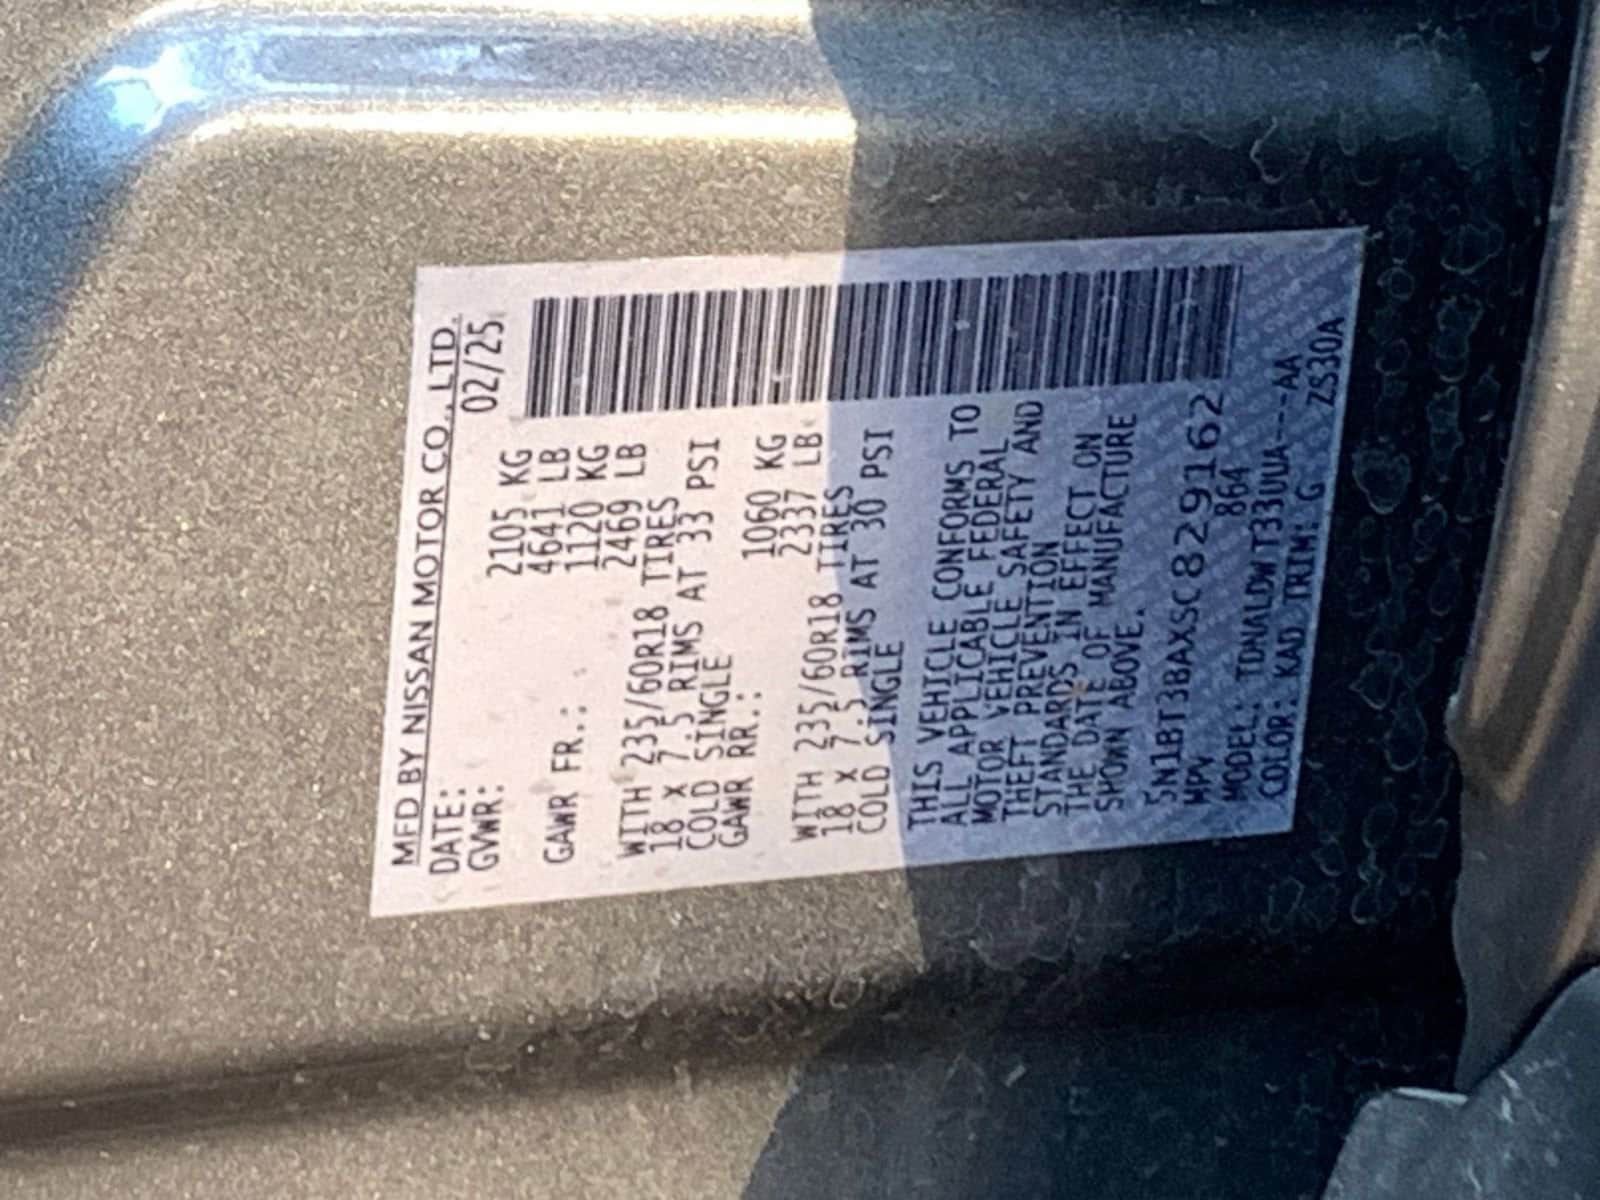 MFD BY NISSAN MOTOR CO., LTD.
DATE: 02/25
GVWR: 2105 KG
4641 LB
GAWR FR.: 1120 KG
2469 LB
WITH 235/60R18 TIRES
18 x 7.5 RIMS AT 33 PSI
COLD SINGLE
GAWR RR.: 1060 KG
2337 LB
WITH 235/60R18 TIRES
18 x 7.5 RIMS AT 30 PSI
COLD SINGLE
THIS VEHICLE CONFORMS TO
ALL APPLICABLE FEDERAL
MOTOR VEHICLE SAFETY AND
THEFT PREVENTION
STANDARDS IN EFFECT ON
THE DATE OF MANUFACTURE
SHOWN ABOVE.
5N1BT3BAXSC829162
MPV 864
MODEL: TDNALDWT33UUA---AA
COLOR: KAD TRIM: G ZS30A